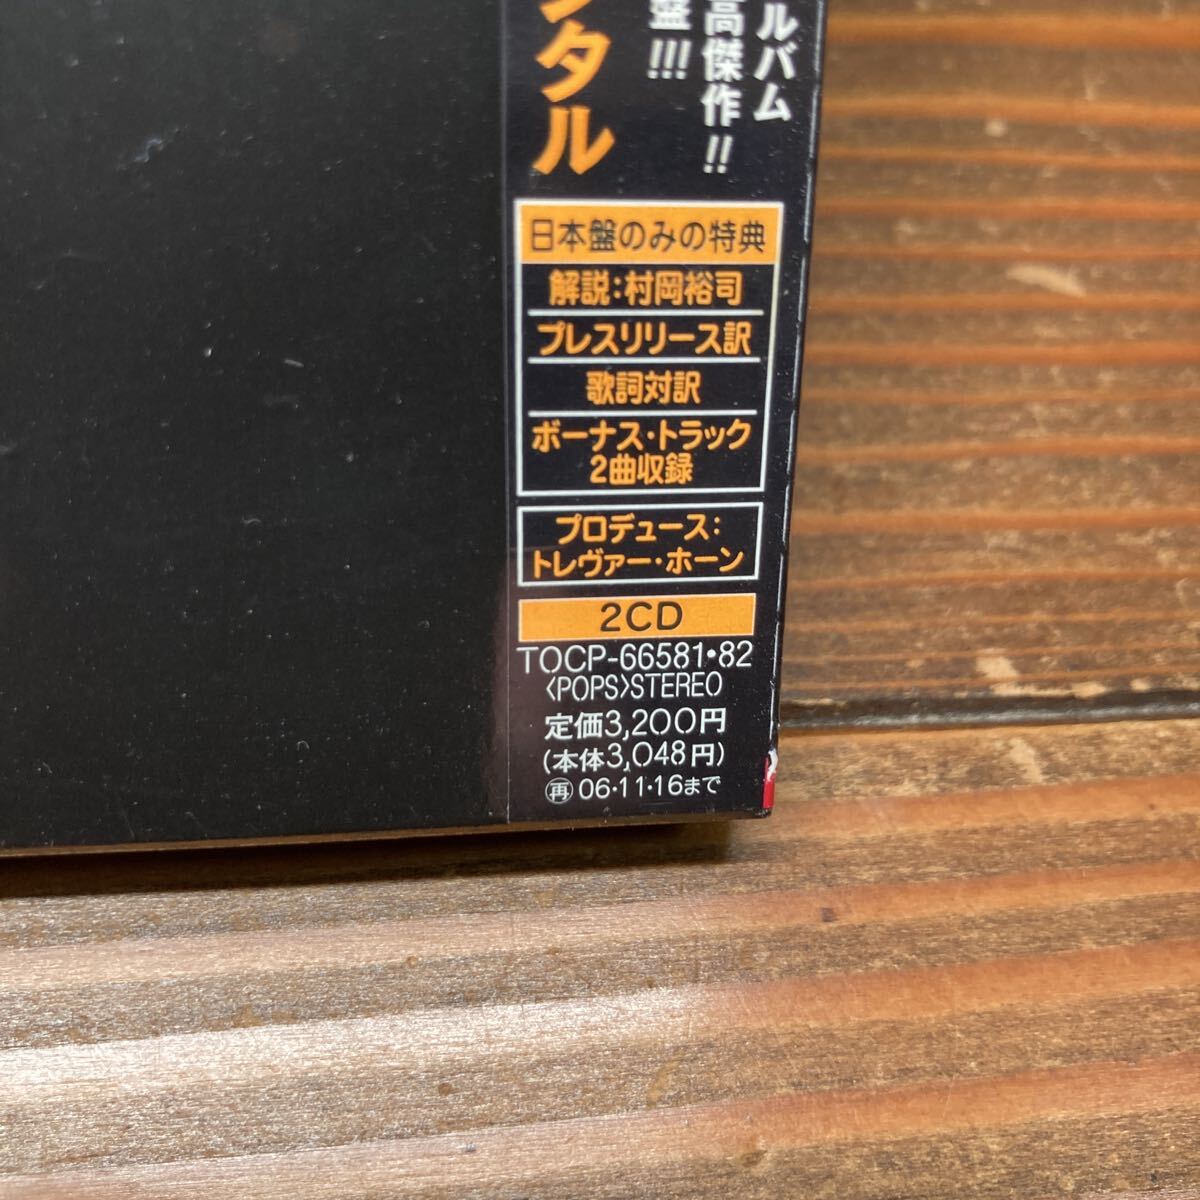 ルバム
高傑作!!
盤!!!
ンタル
日本盤のみの特典
解説:村岡裕司
プレスリリース訳
歌詞対訳
ボーナス・トラック
2曲収録
プロデュース:
トレヴァー・ホーン
2CD
TOCP-66581•82
〈POPS〉STEREO
定価3,200円
(本体3,048円)
再 06・11・16まで